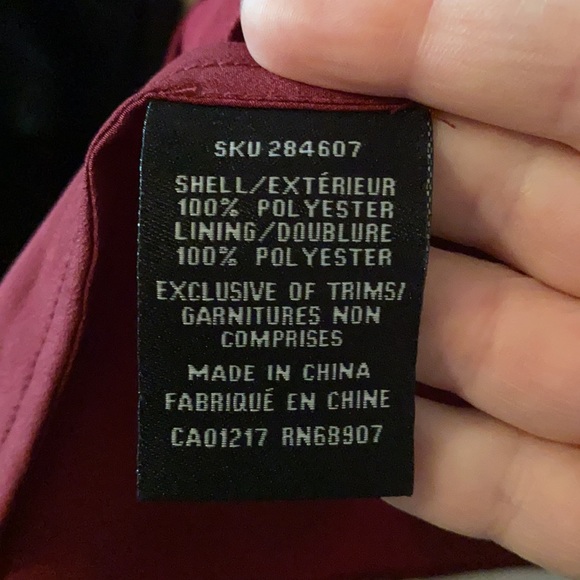 SKU 284607
SHELL/EXTÉRIEUR
100% POLYESTER
LINING/DOUBLURE
100% POLYESTER
EXCLUSIVE OF TRIMS/
GARNITURES NON
COMPRISES
MADE IN CHINA
FABRIQUÉ EN CHINE
CA01217 RN68907